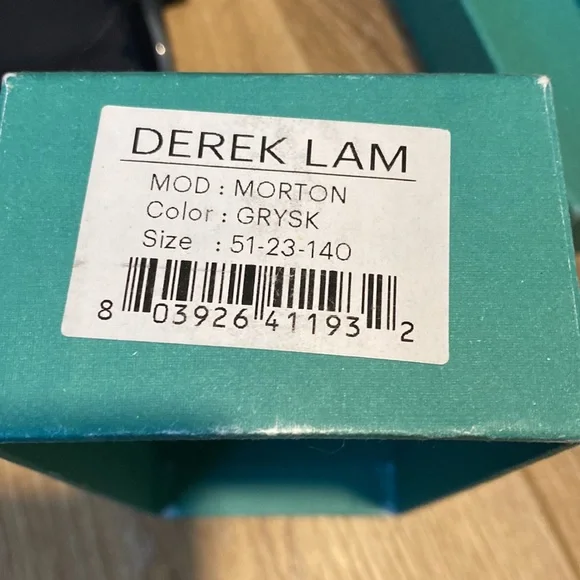 DEREK LAM
MOD : MORTON
Color : GRYSK
Size : 51-23-140
8 03926 41193 2